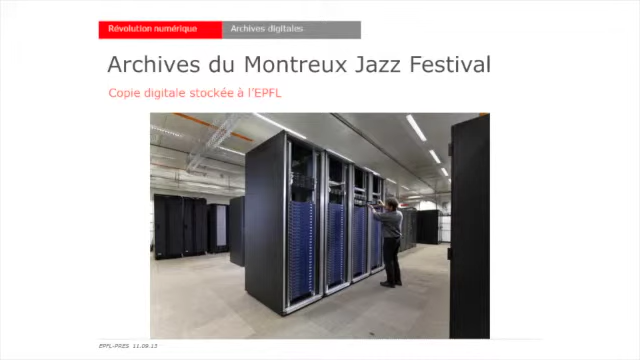 Révolution numérique
Archives digitales
Archives du Montreux Jazz Festival
Copie digitale stockée à l'EPFL
EPFL-PRES 11.09.13